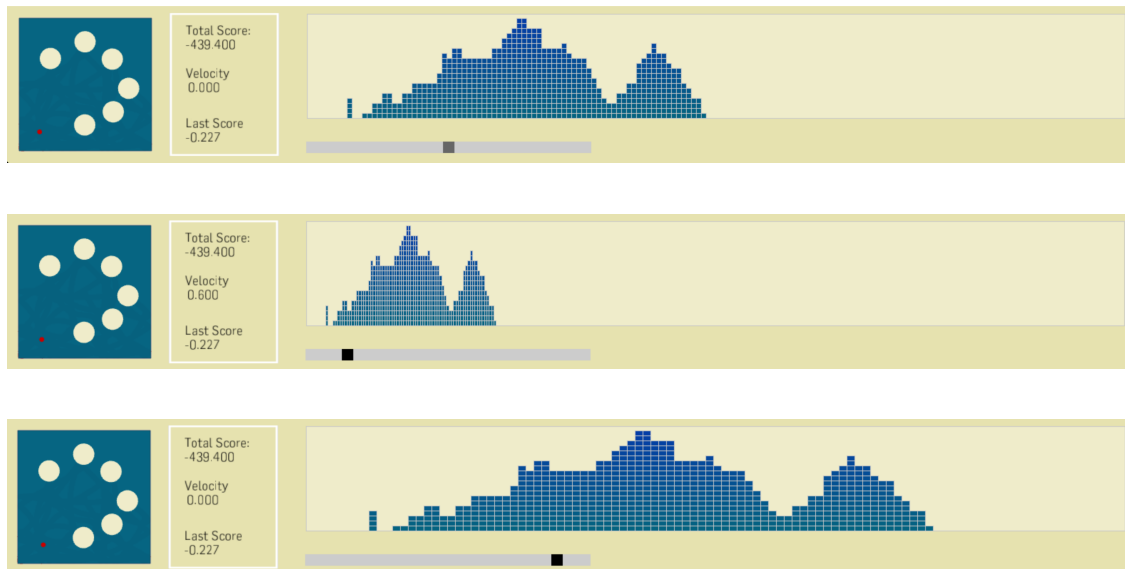 Total Score:
-439.400
Velocity
0.000
Last Score
-0.227
Total Score:
-439.400
Velocity
0.600
Last Score
-0.227
Total Score:
-439.400
Velocity
0.000
Last Score
-0.227